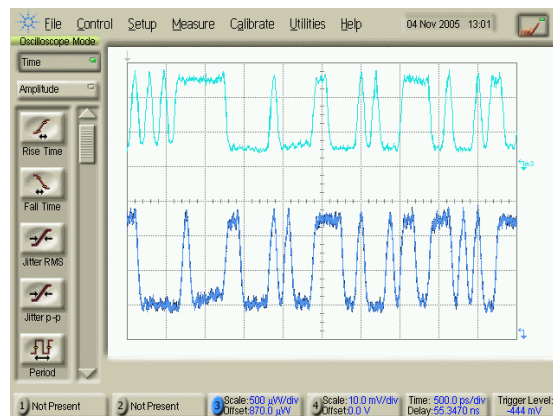 File Control Setup Measure Calibrate Utilities Help 04 Nov 2005 13:01
Oscilloscope Mode
Time
Amplitude
Rise Time
Fall Time
Jitter RMS
Jitter p-p
Period
1 Not Present
2 Not Present
3 Scale:500 µW/div
Offset:870.0 µW
4 Scale:10.0 mV/div
Offset:0.0 V
Time: 500.0 ps/div
Delay:55.3470 ns
Trigger Level:
-444 mV